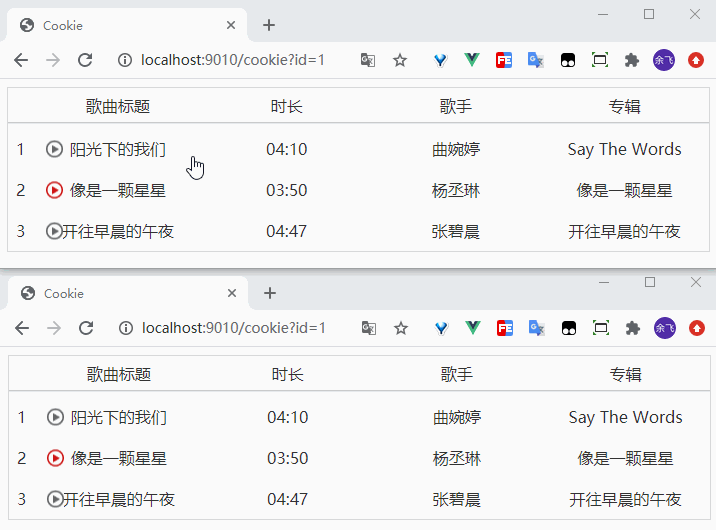 Cookie
localhost:9010/cookie?id=1
余飞
歌曲标题 时长 歌手 专辑
1 阳光下的我们 04:10 曲婉婷 Say The Words
2 像是一颗星星 03:50 杨丞琳 像是一颗星星
3 开往早晨的午夜 04:47 张碧晨 开往早晨的午夜
Cookie
localhost:9010/cookie?id=1
余飞
歌曲标题 时长 歌手 专辑
1 阳光下的我们 04:10 曲婉婷 Say The Words
2 像是一颗星星 03:50 杨丞琳 像是一颗星星
3 开往早晨的午夜 04:47 张碧晨 开往早晨的午夜